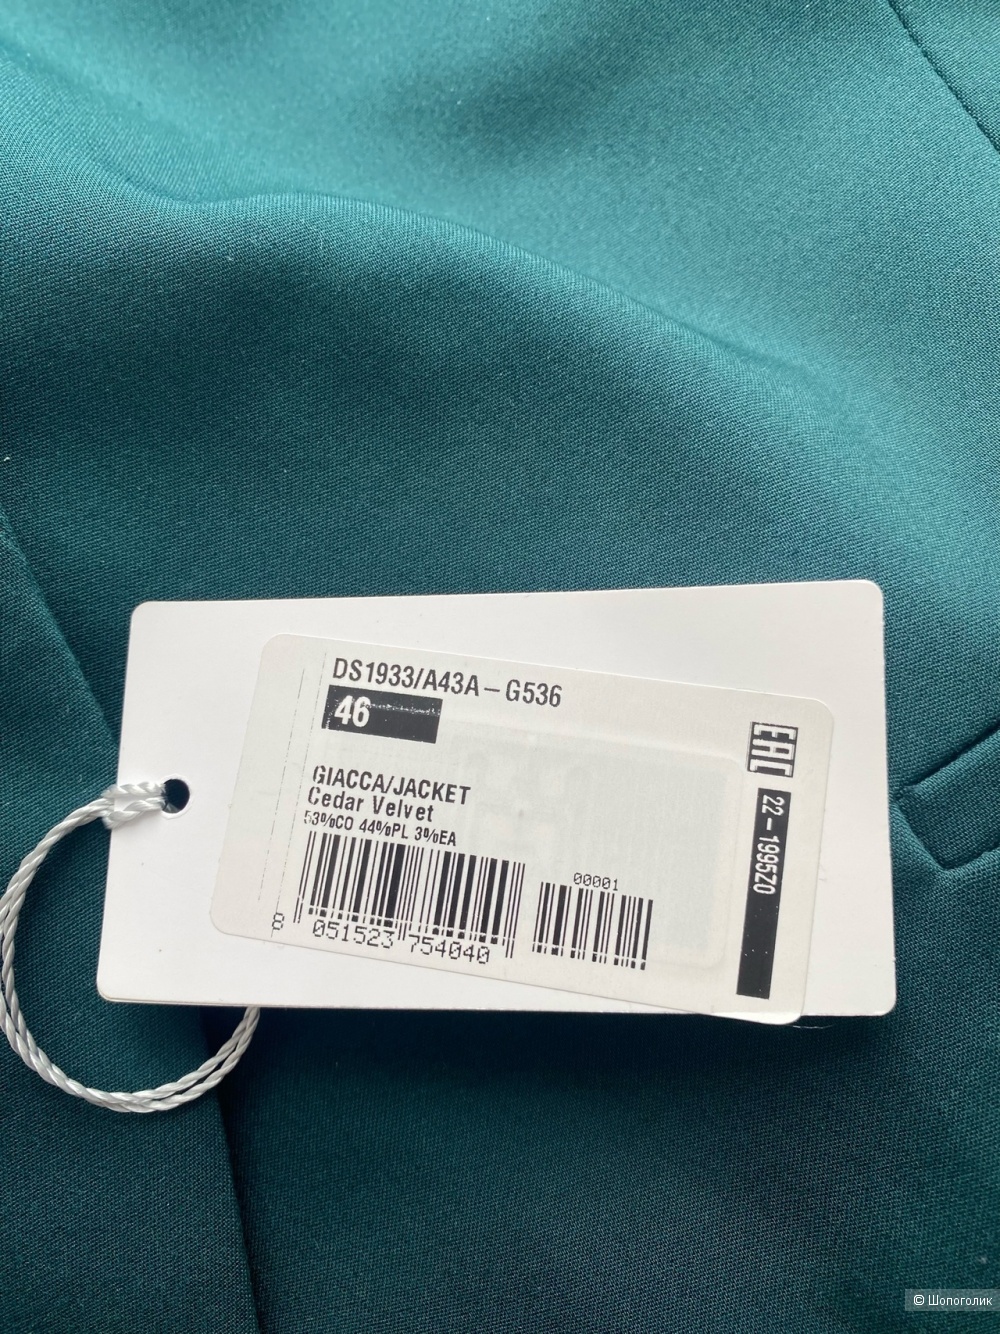 DS1933/A43A – G536
46
GIACCA/JACKET
Cedar Velvet
53%CO 44%PL 3%EA
00001
8 051523 754040
EAC
22 – 199520
© Шопоголик